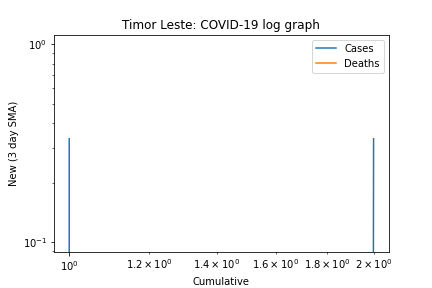 Timor Leste: COVID-19 log graph
Cases
Deaths
10⁰
10⁻¹
New (3 day SMA)
10⁰
1.2 × 10⁰
1.4 × 10⁰
1.6 × 10⁰
1.8 × 10⁰
2 × 10⁰
Cumulative